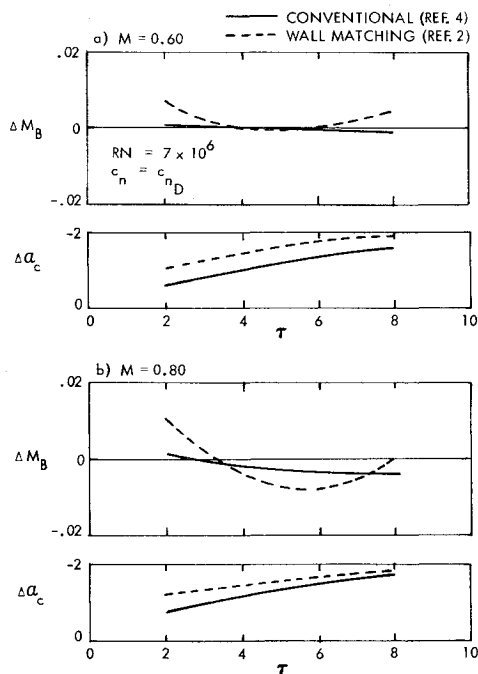 CONVENTIONAL (REF. 4)
WALL MATCHING (REF. 2)
a) M = 0.60
.02
ΔM_B
0
RN = 7 x 10^6
c_n = c_{n_D}
-.02
-2
Δα_c
0
0 2 4 6 8 10
τ
b) M = 0.80
.02
ΔM_B
0
-.02
-2
Δα_c
0
0 2 4 6 8 10
τ